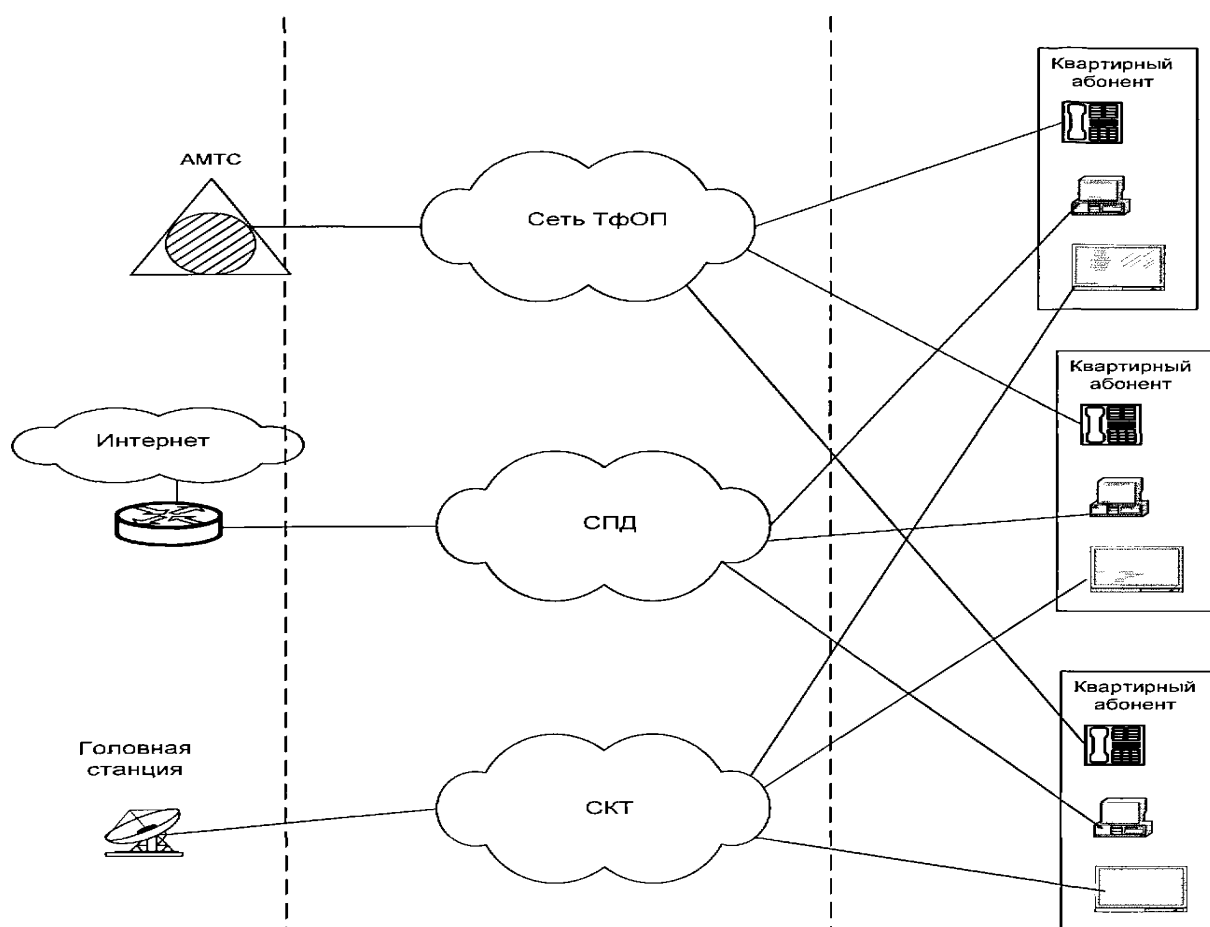 Квартирный
абонент
АМТС
Сеть ТфОП
Квартирный
абонент
Интернет
СПД
Квартирный
абонент
Головная
станция
СКТ